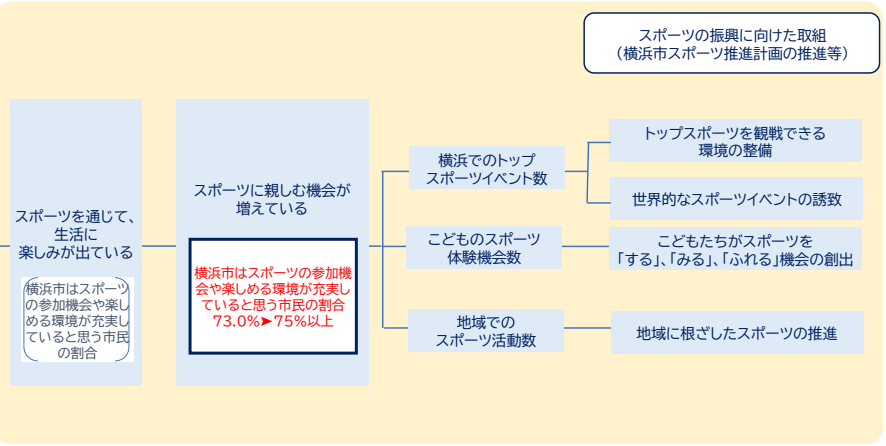 スポーツの振興に向けた取組
（横浜市スポーツ推進計画の推進等）
スポーツを通じて、
生活に
楽しみが出ている
横浜市はスポーツ
の参加機会や楽し
める環境が充実し
ていると思う市民
の割合
スポーツに親しむ機会が
増えている
横浜市はスポーツの参加機
会や楽しめる環境が充実し
ていると思う市民の割合
73.0%➤75%以上
横浜でのトップ
スポーツイベント数
こどものスポーツ
体験機会数
地域での
スポーツ活動数
トップスポーツを観戦できる
環境の整備
世界的なスポーツイベントの誘致
こどもたちがスポーツを
「する」、「みる」、「ふれる」機会の創出
地域に根ざしたスポーツの推進